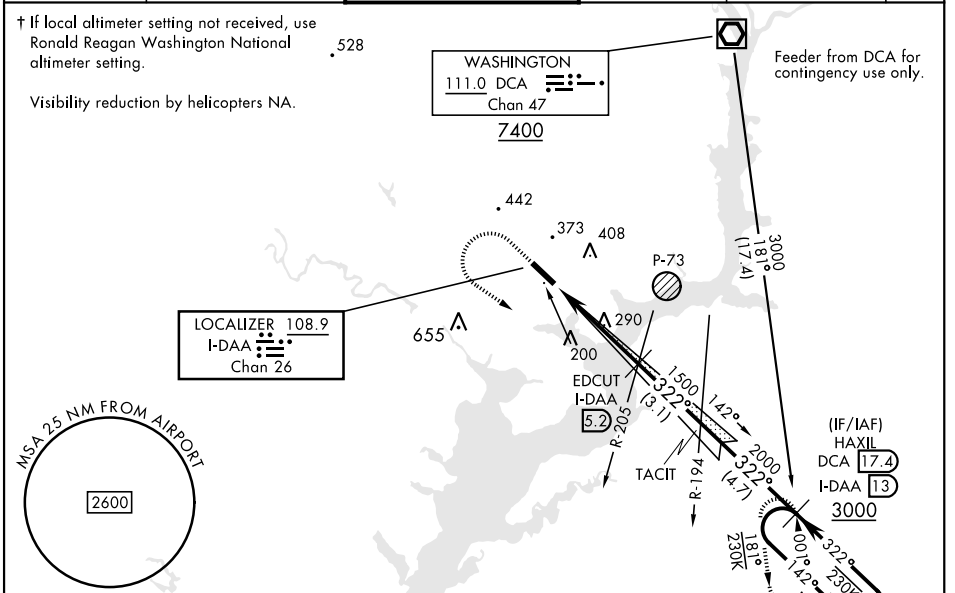 † If local altimeter setting not received, use
Ronald Reagan Washington National
altimeter setting.
Visibility reduction by helicopters NA.
528
WASHINGTON
111.0 DCA
Chan 47
7400
Feeder from DCA for
contingency use only.
442
373
408
P-73
3000
181°
(17.4)
LOCALIZER 108.9
I-DAA
Chan 26
655
290
200
EDCUT
I-DAA
5.2
R-205
1500
322°
(3.1)
142°
2000
322°
(4.7)
TACIT
R-194
(IF/IAF)
HAXIL
DCA 17.4
I-DAA 13
3000
MSA 25 NM FROM AIRPORT
2600
181°
230K
001°
142°
322°
230K